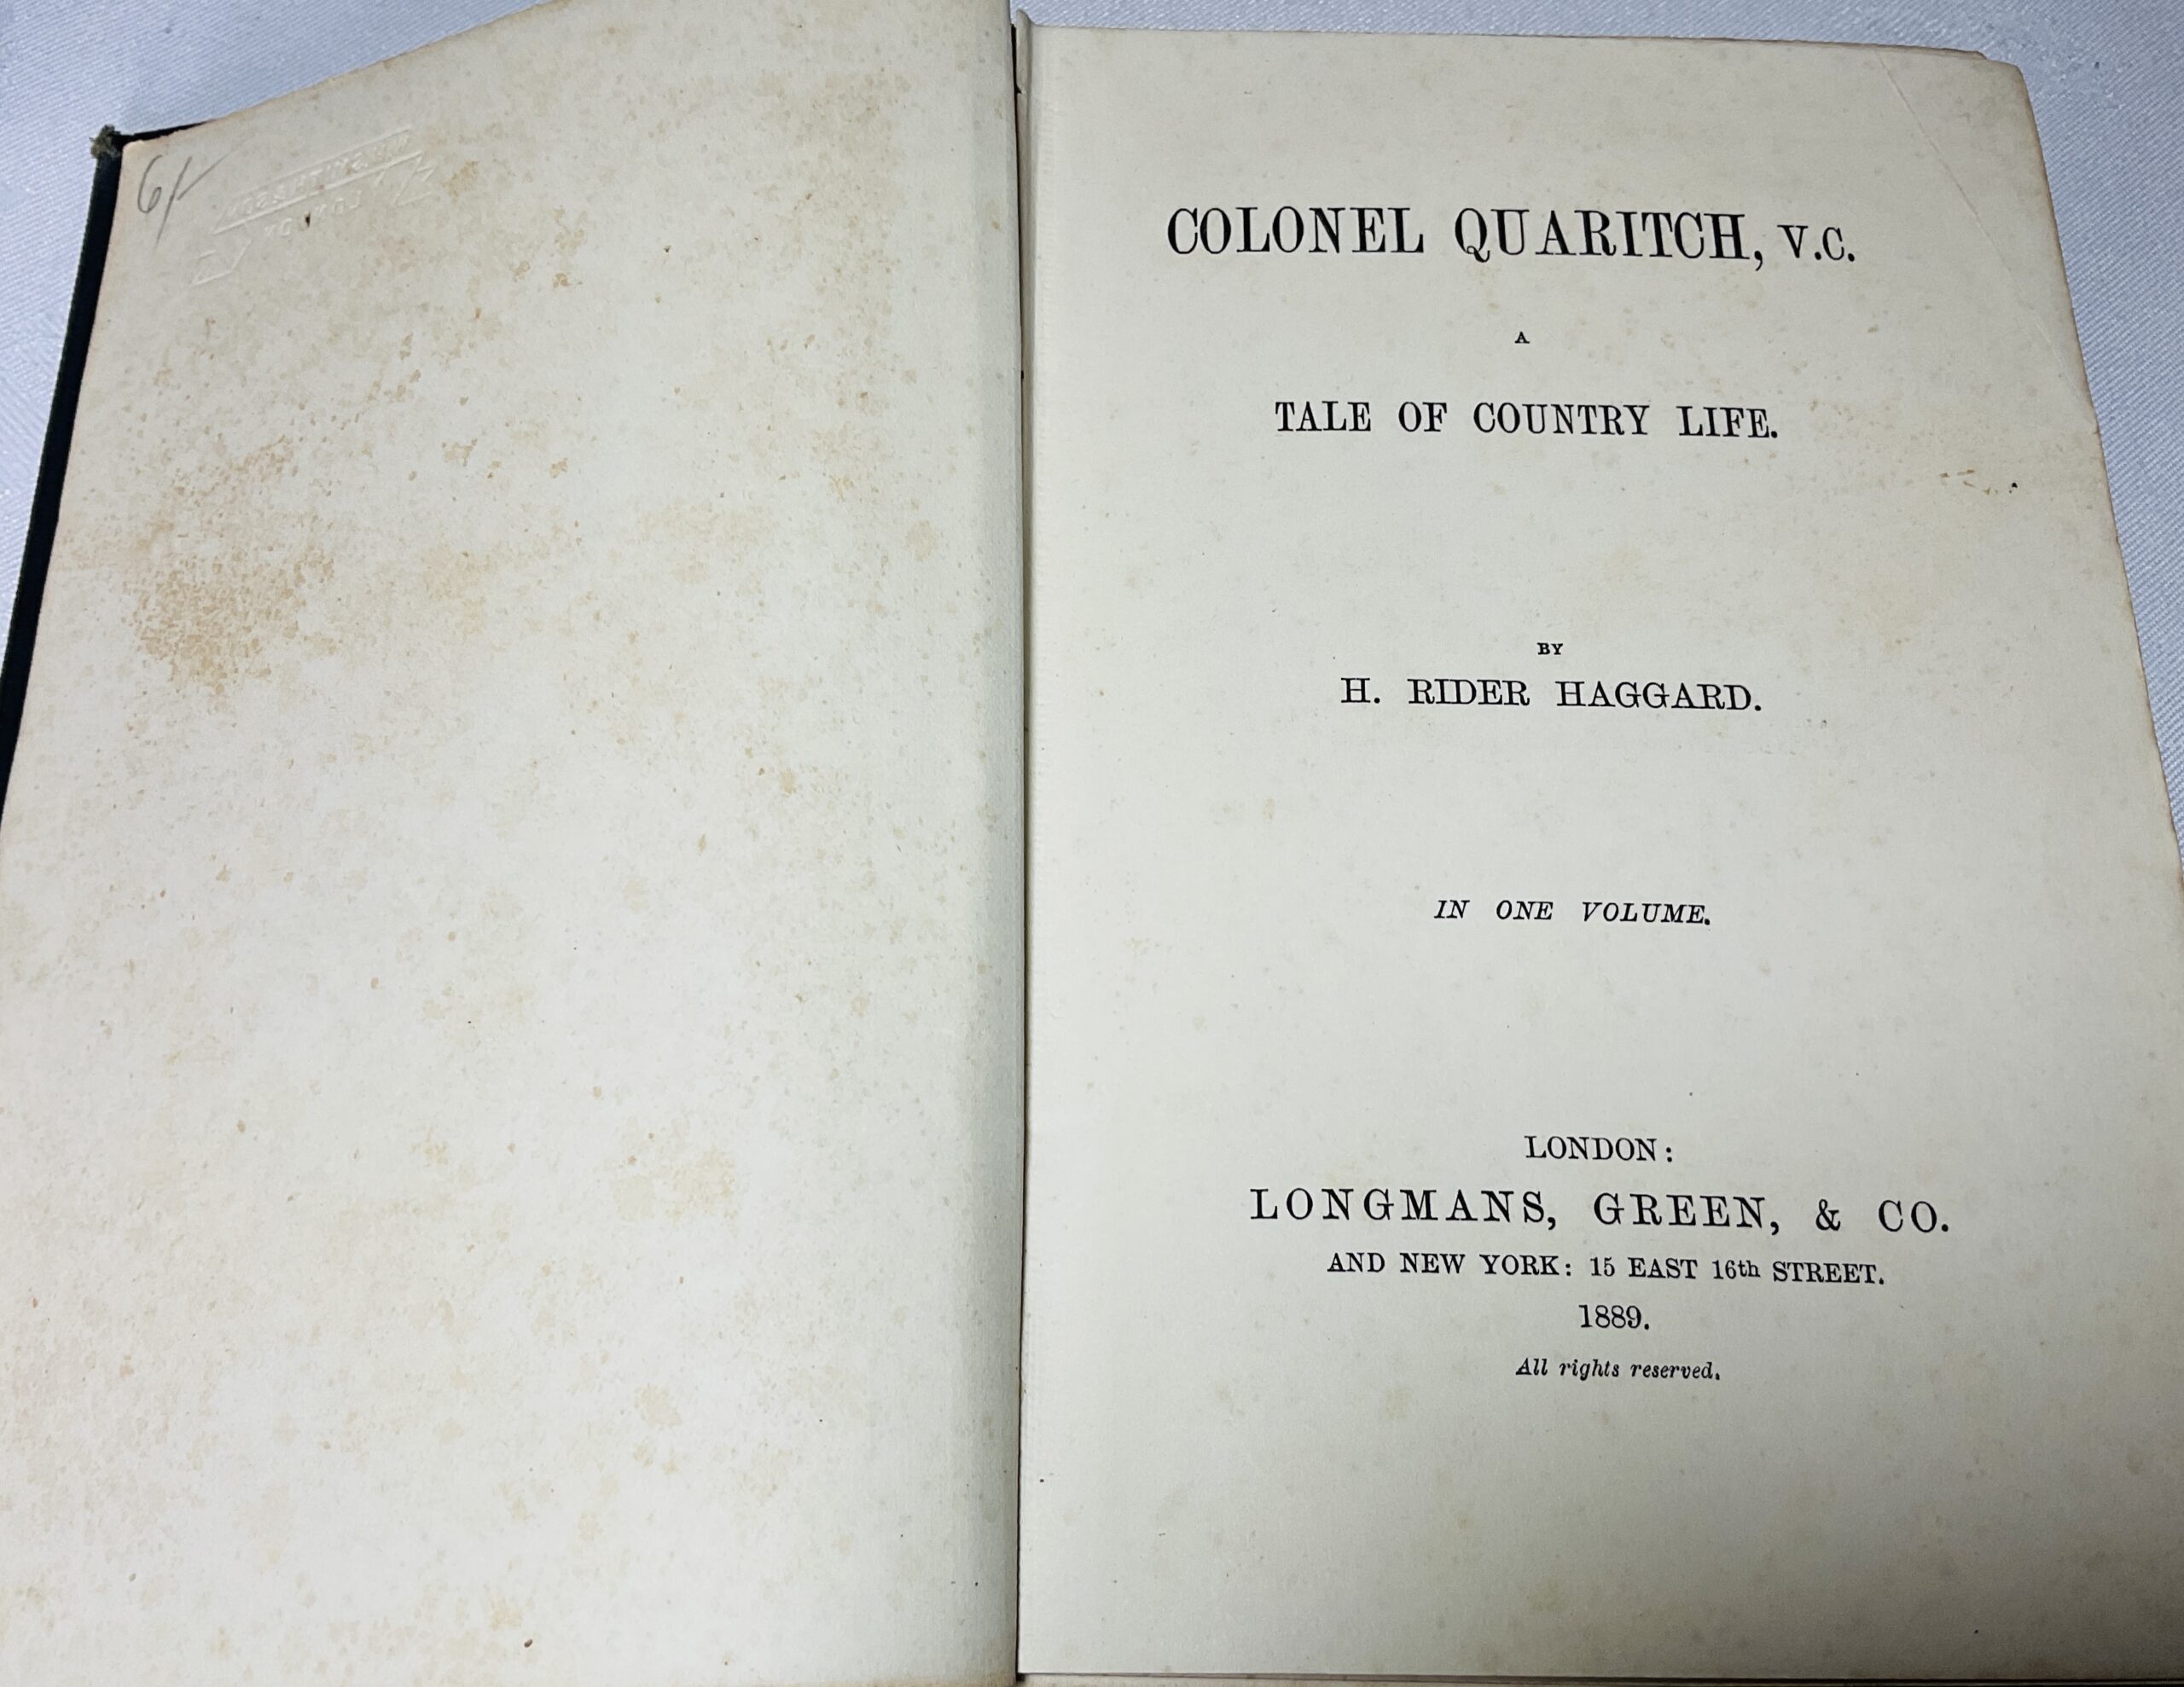 6/-
COLONEL QUARITCH, V.C.
A
TALE OF COUNTRY LIFE.
BY
H. RIDER HAGGARD.
IN ONE VOLUME.
LONDON:
LONGMANS, GREEN, & CO.
AND NEW YORK: 15 EAST 16th STREET.
1889.
All rights reserved.